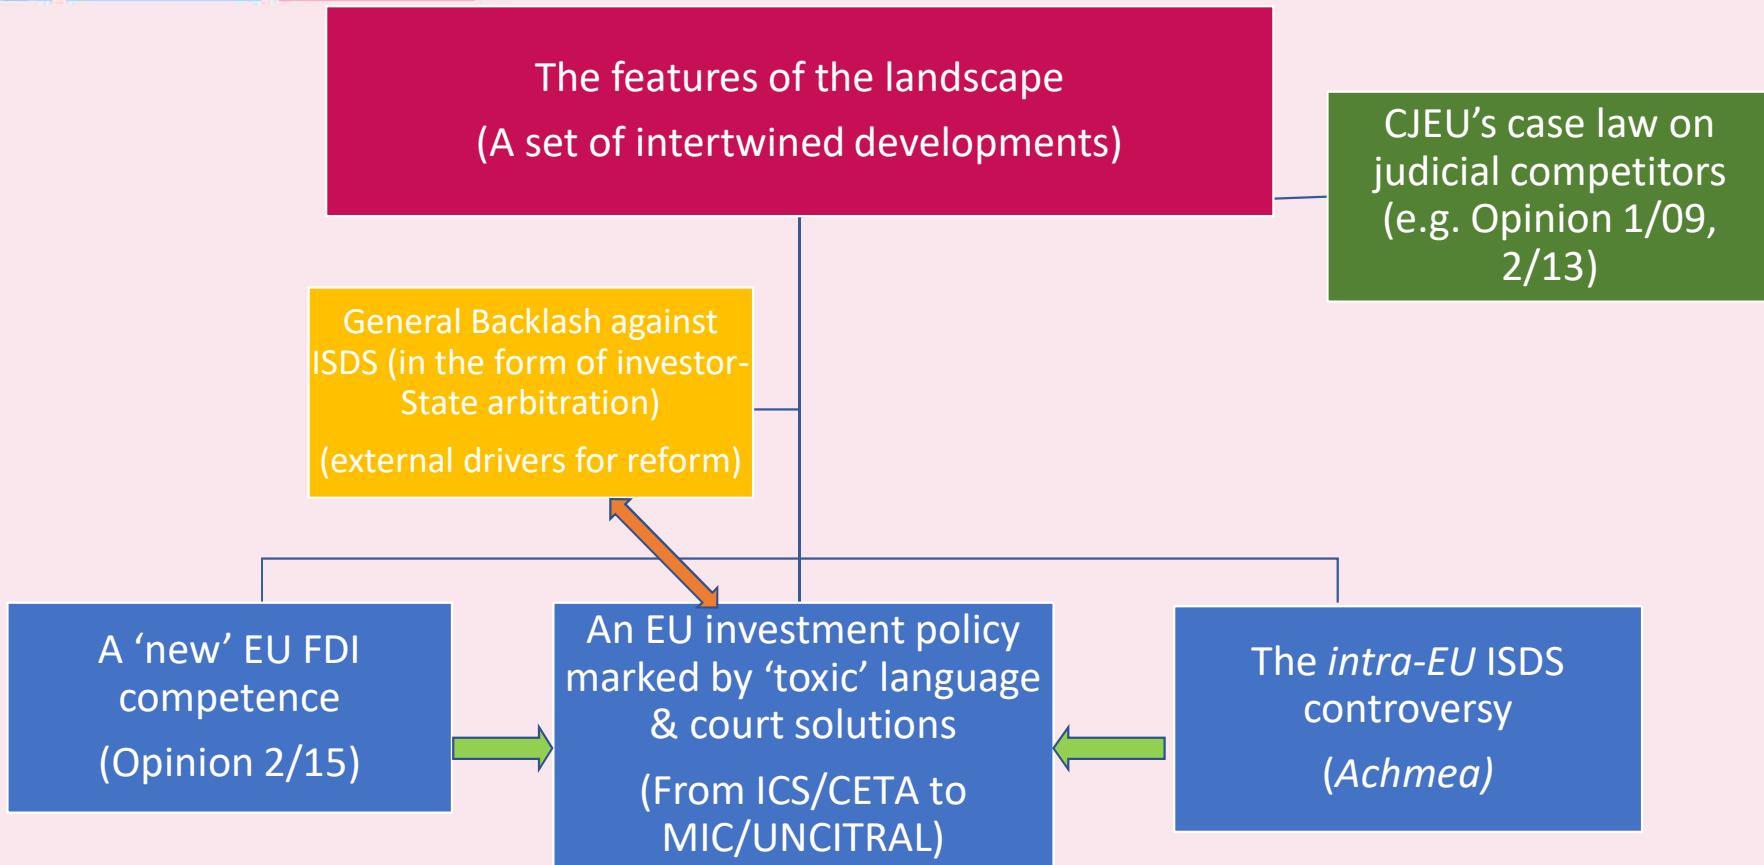 The features of the landscape
(A set of intertwined developments)
CJEU’s case law on
judicial competitors
(e.g. Opinion 1/09,
2/13)
General Backlash against
ISDS (in the form of investor-
State arbitration)
(external drivers for reform)
A ‘new’ EU FDI
competence
(Opinion 2/15)
An EU investment policy
marked by ‘toxic’ language
& court solutions
(From ICS/CETA to
MIC/UNCITRAL)
The intra-EU ISDS
controversy
(Achmea)